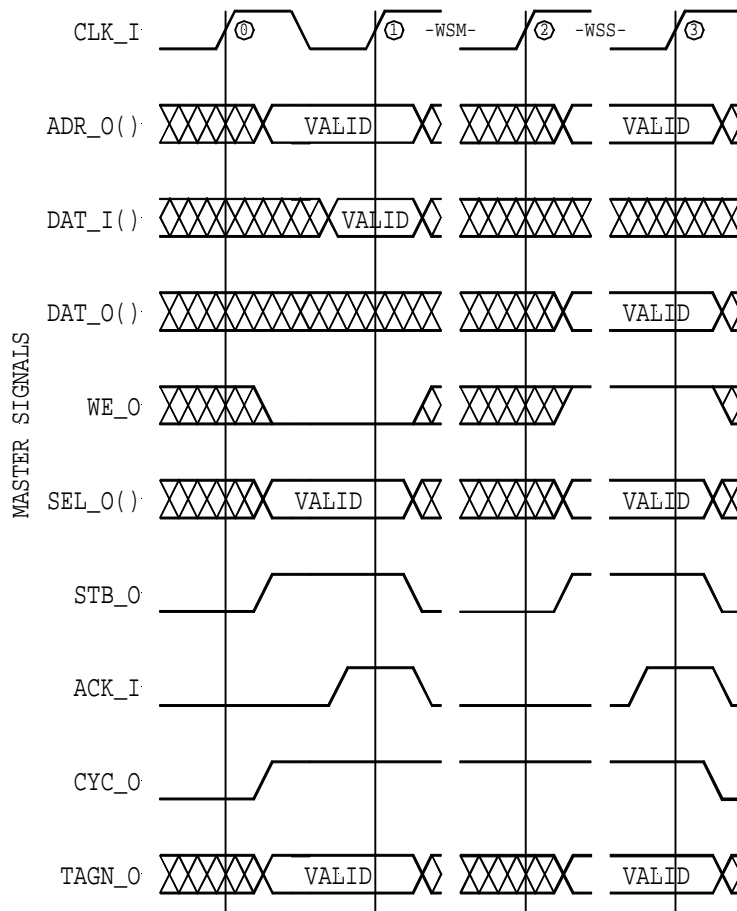 CLK_I
0 1 -WSM- 2 -WSS- 3
ADR_O() VALID VALID
DAT_I() VALID
DAT_O() VALID
WE_O
SEL_O() VALID VALID
STB_O
ACK_I
CYC_O
TAGN_O VALID VALID
MASTER SIGNALS